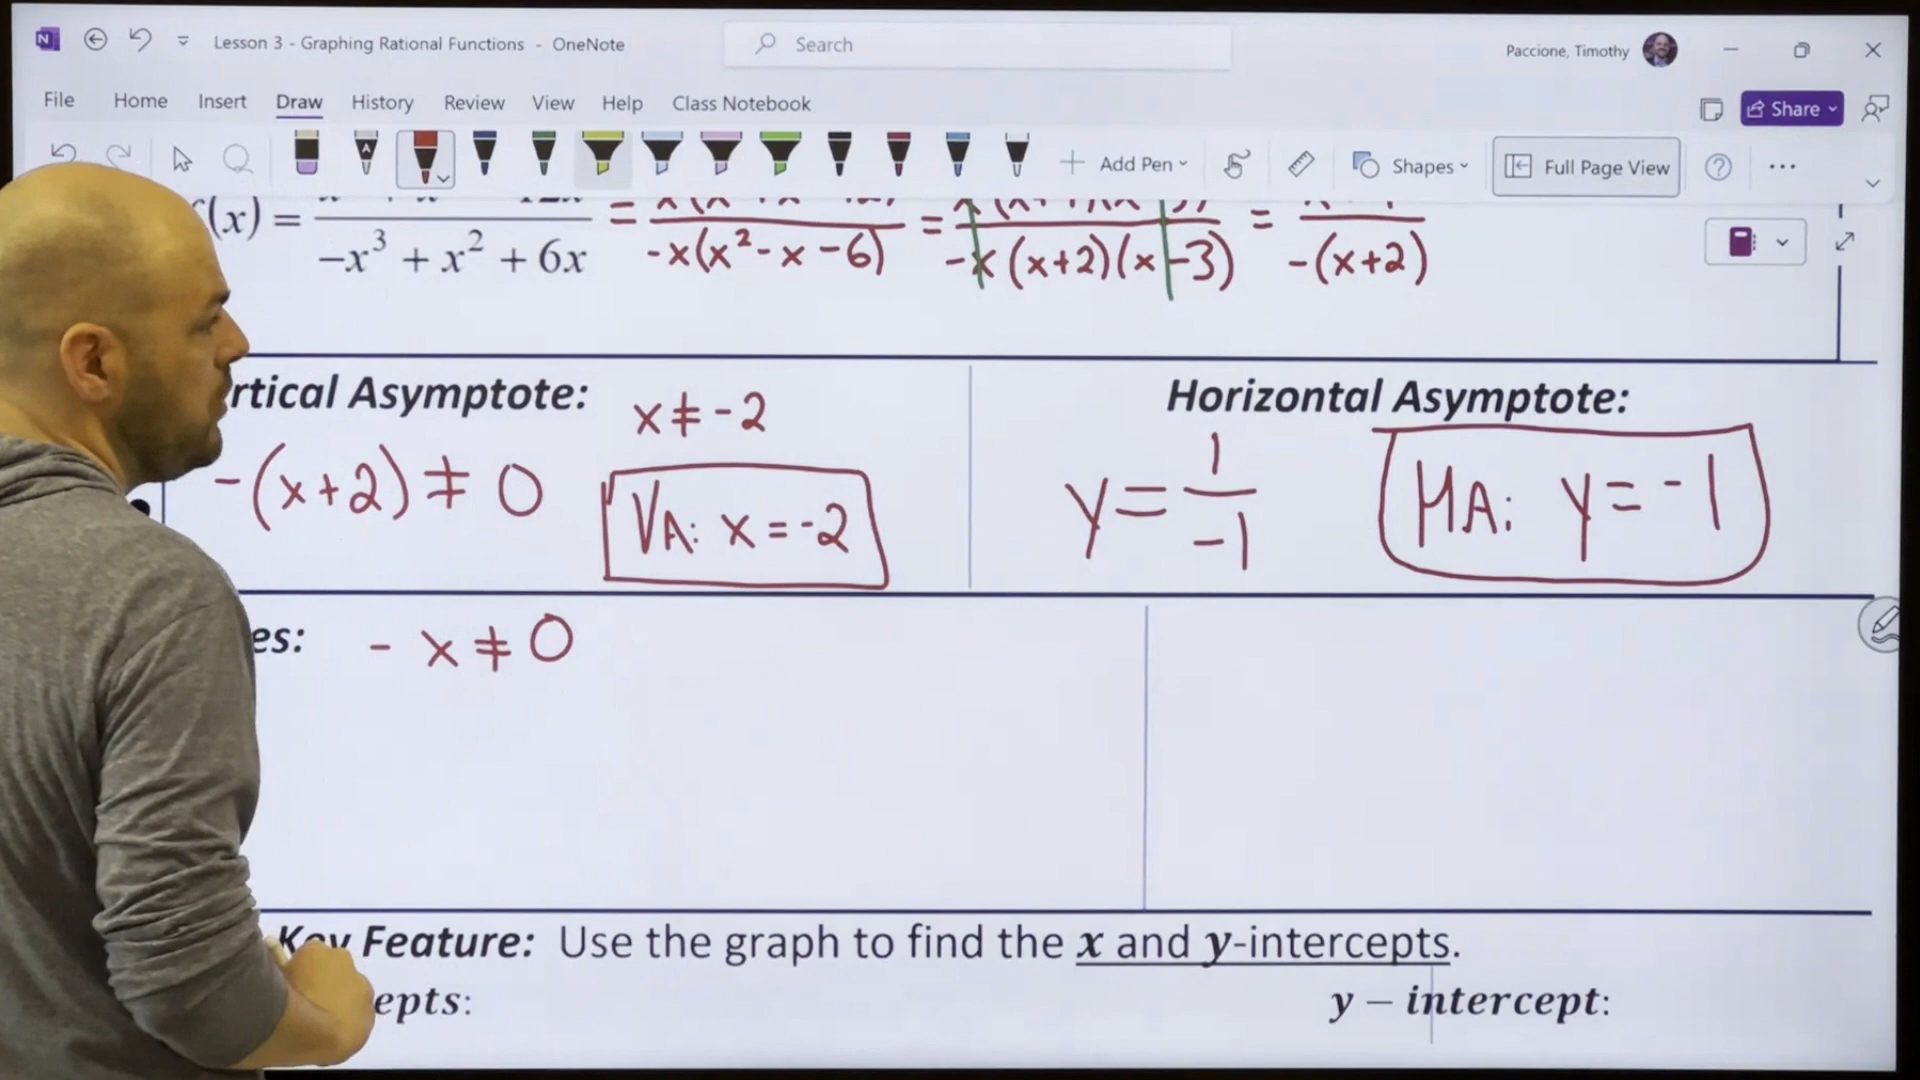 Lesson 3 - Graphing Rational Functions - OneNote
Search
Paccione, Timothy
File Home Insert Draw History Review View Help Class Notebook
Share
Add Pen
Shapes
Full Page View
(x) =
−x³ + x² + 6x
= -x(x²-x-6)
= -x(x+2)(x-3)
= -(x+2)
rtical Asymptote:
x≠-2
-(x+2)≠0
VA: x=-2
Horizontal Asymptote:
y=1/-1
HA: y=-1
es: -x≠0
Key Feature: Use the graph to find the x and y-intercepts.
epts:
y − intercept: